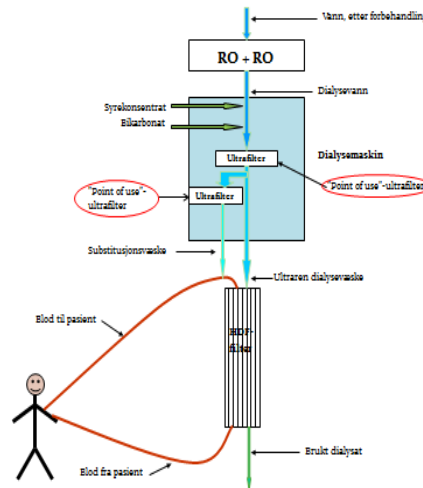 Vann, etter forbehandling
RO + RO
Dialysevann
Syrekonsentrat
Bikarbonat
Ultrafilter
Dialysemaskin
"Point of use"-
ultrafilter
Ultrafilter
"Point of use"-ultrafilter
Substitusjonsvæske
Ultraren dialysevæske
Blod til pasient
HDF-
filter
Brukt dialysat
Blod fra pasient